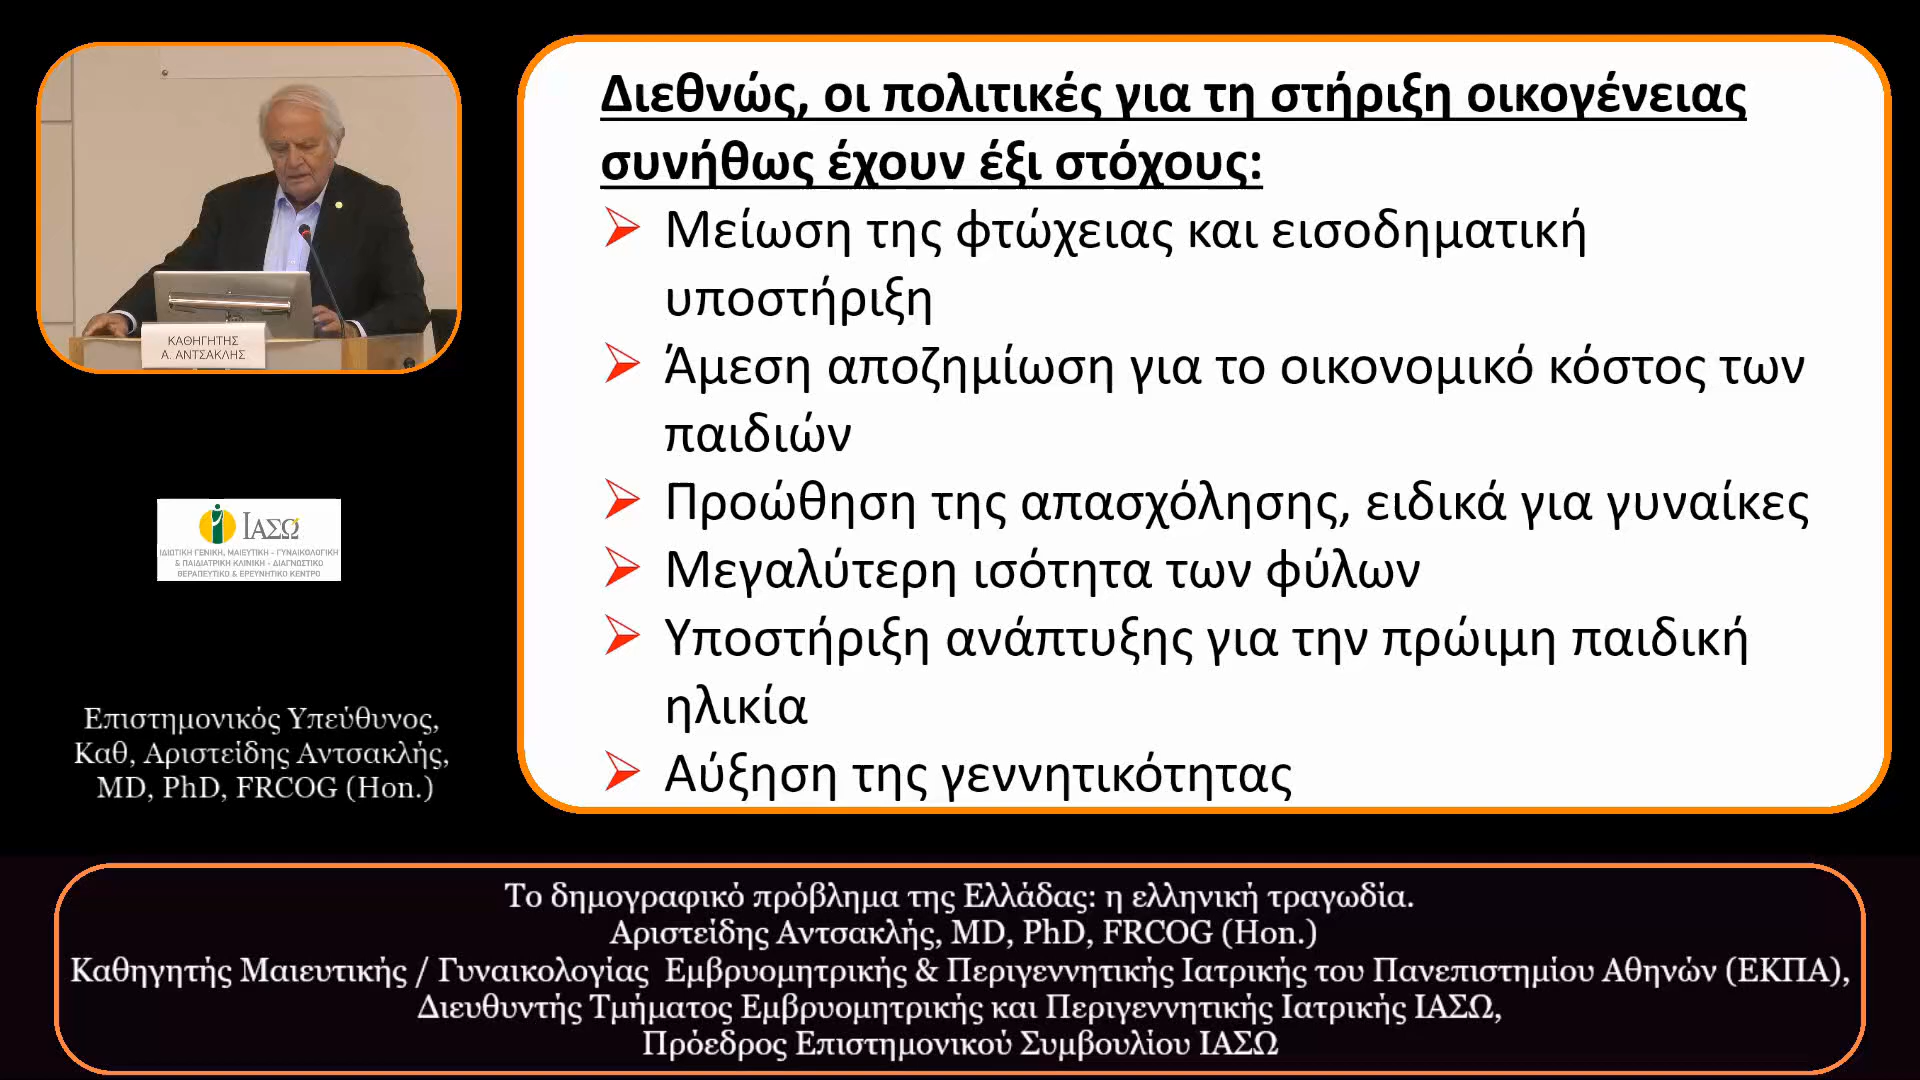 Διεθνώς, οι πολιτικές για τη στήριξη οικογένειας
συνήθως έχουν έξι στόχους:
Μείωση της φτώχειας και εισοδηματική
υποστήριξη
Άμεση αποζημίωση για το οικονομικό κόστος των
παιδιών
Προώθηση της απασχόλησης, ειδικά για γυναίκες
Μεγαλύτερη ισότητα των φύλων
Υποστήριξη ανάπτυξης για την πρώιμη παιδική
ηλικία
Αύξηση της γεννητικότητας
ΚΑΘΗΓΗΤΗΣ
Α. ΑΝΤΣΑΚΛΗΣ
ΙΑΣΩ
ΙΔΙΩΤΙΚΗ ΓΕΝΙΚΗ, ΜΑΙΕΥΤΙΚΗ - ΓΥΝΑΙΚΟΛΟΓΙΚΗ
& ΠΑΙΔΙΑΤΡΙΚΗ ΚΛΙΝΙΚΗ - ΔΙΑΓΝΩΣΤΙΚΟ
ΘΕΡΑΠΕΥΤΙΚΟ & ΕΡΕΥΝΗΤΙΚΟ ΚΕΝΤΡΟ
Επιστημονικός Υπεύθυνος,
Καθ, Αριστείδης Αντσακλής,
MD, PhD, FRCOG (Hon.)
Το δημογραφικό πρόβλημα της Ελλάδας: η ελληνική τραγωδία.
Αριστείδης Αντσακλής, MD, PhD, FRCOG (Hon.)
Καθηγητής Μαιευτικής / Γυναικολογίας Εμβρυομητρικής & Περιγεννητικής Ιατρικής του Πανεπιστημίου Αθηνών (ΕΚΠΑ),
Διευθυντής Τμήματος Εμβρυομητρικής και Περιγεννητικής Ιατρικής ΙΑΣΩ,
Πρόεδρος Επιστημονικού Συμβουλίου ΙΑΣΩ